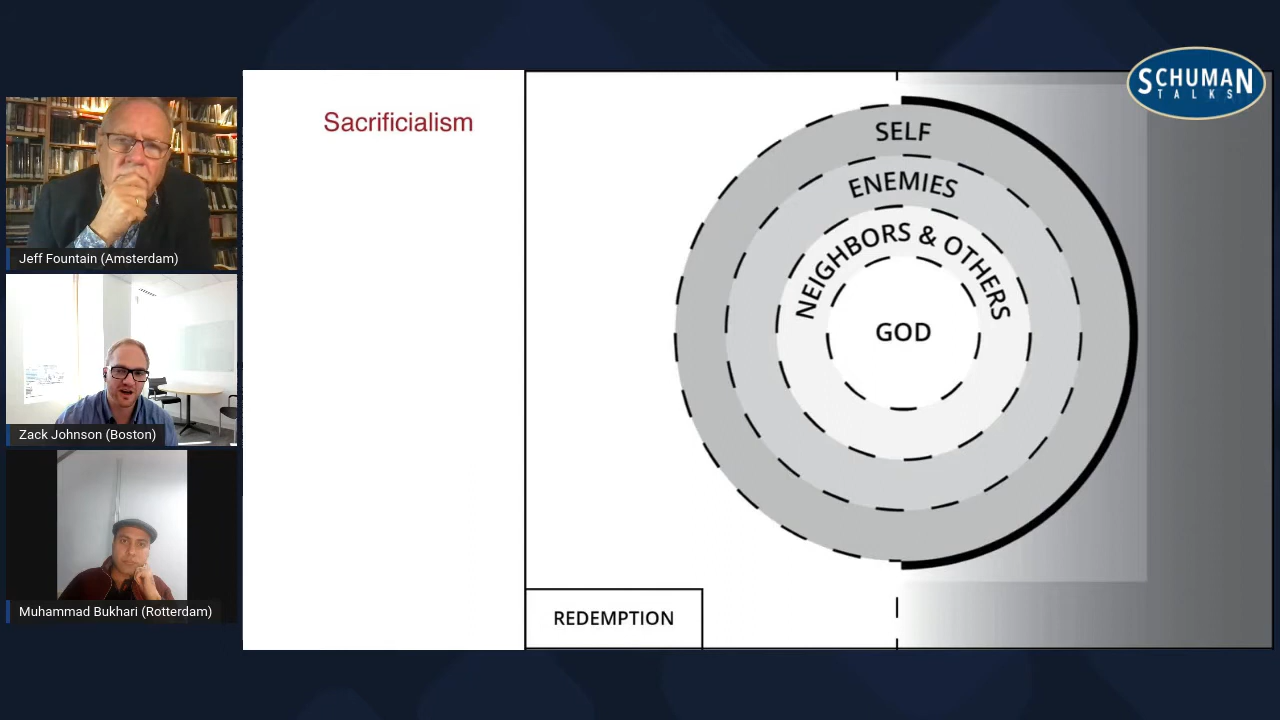 SCHUMAN
TALKS
Sacrificialism
SELF
ENEMIES
NEIGHBORS & OTHERS
GOD
REDEMPTION
Jeff Fountain (Amsterdam)
Zack Johnson (Boston)
Muhammad Bukhari (Rotterdam)